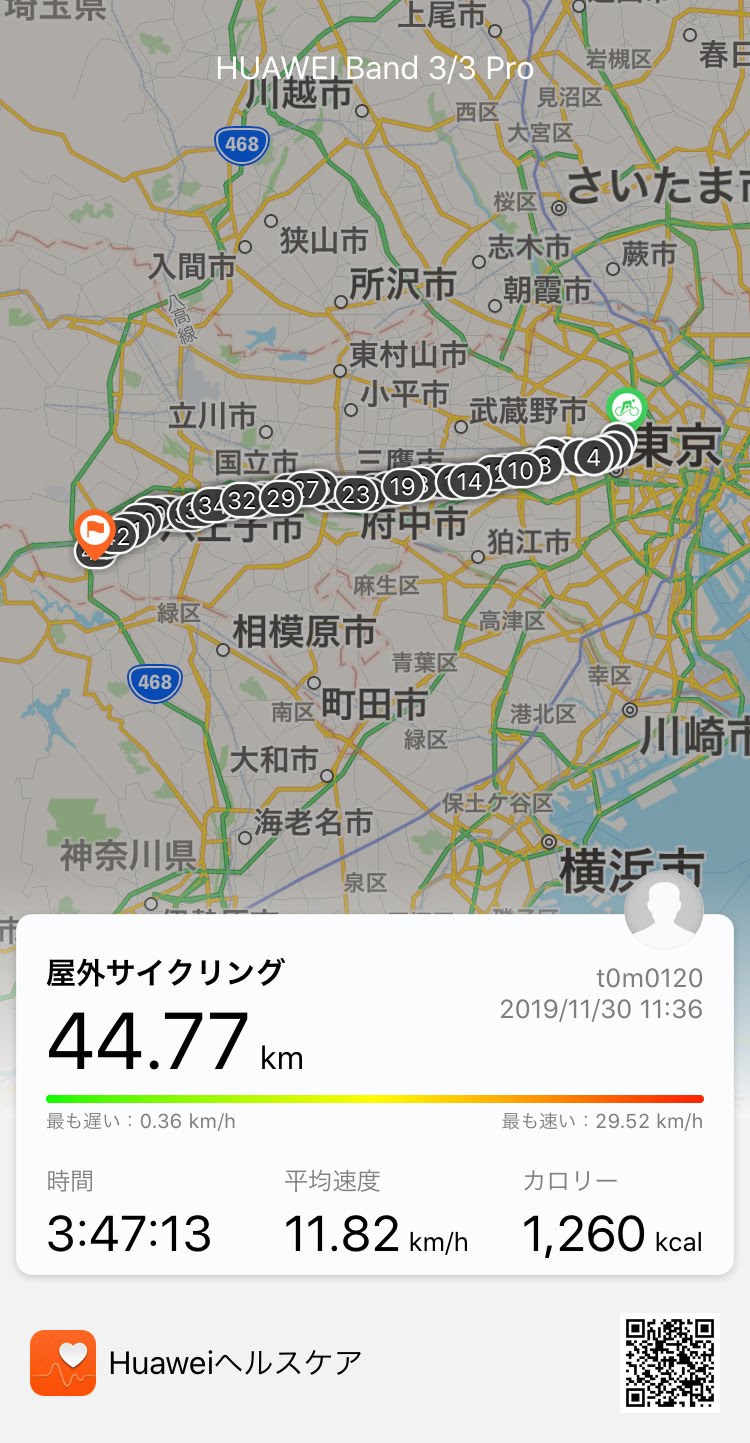 埼玉県
上尾市
岩槻区
春日
HUAWEI Band 3/3 Pro
川越市
見沼区
西区
大宮区
468
さいたま市
桜区
狭山市
志木市
蕨市
入間市
所沢市
朝霞市
八高線
東村山市
小平市
武蔵野市
立川市
東京
国立市
三鷹市
4
10
14
19
23
27
29
32
34
八王子市
府中市
狛江市
麻生区
緑区
相模原市
高津区
青葉区
468
幸区
南区
町田市
港北区
緑区
川崎市
大和市
保土ケ谷区
海老名市
神奈川県
横浜市
泉区
伊勢原市
磯子区
屋外サイクリング
t0m0120
44.77 km
2019/11/30 11:36
最も遅い：0.36 km/h
最も速い：29.52 km/h
時間
平均速度
カロリー
3:47:13
11.82 km/h
1,260 kcal
Huaweiヘルスケア